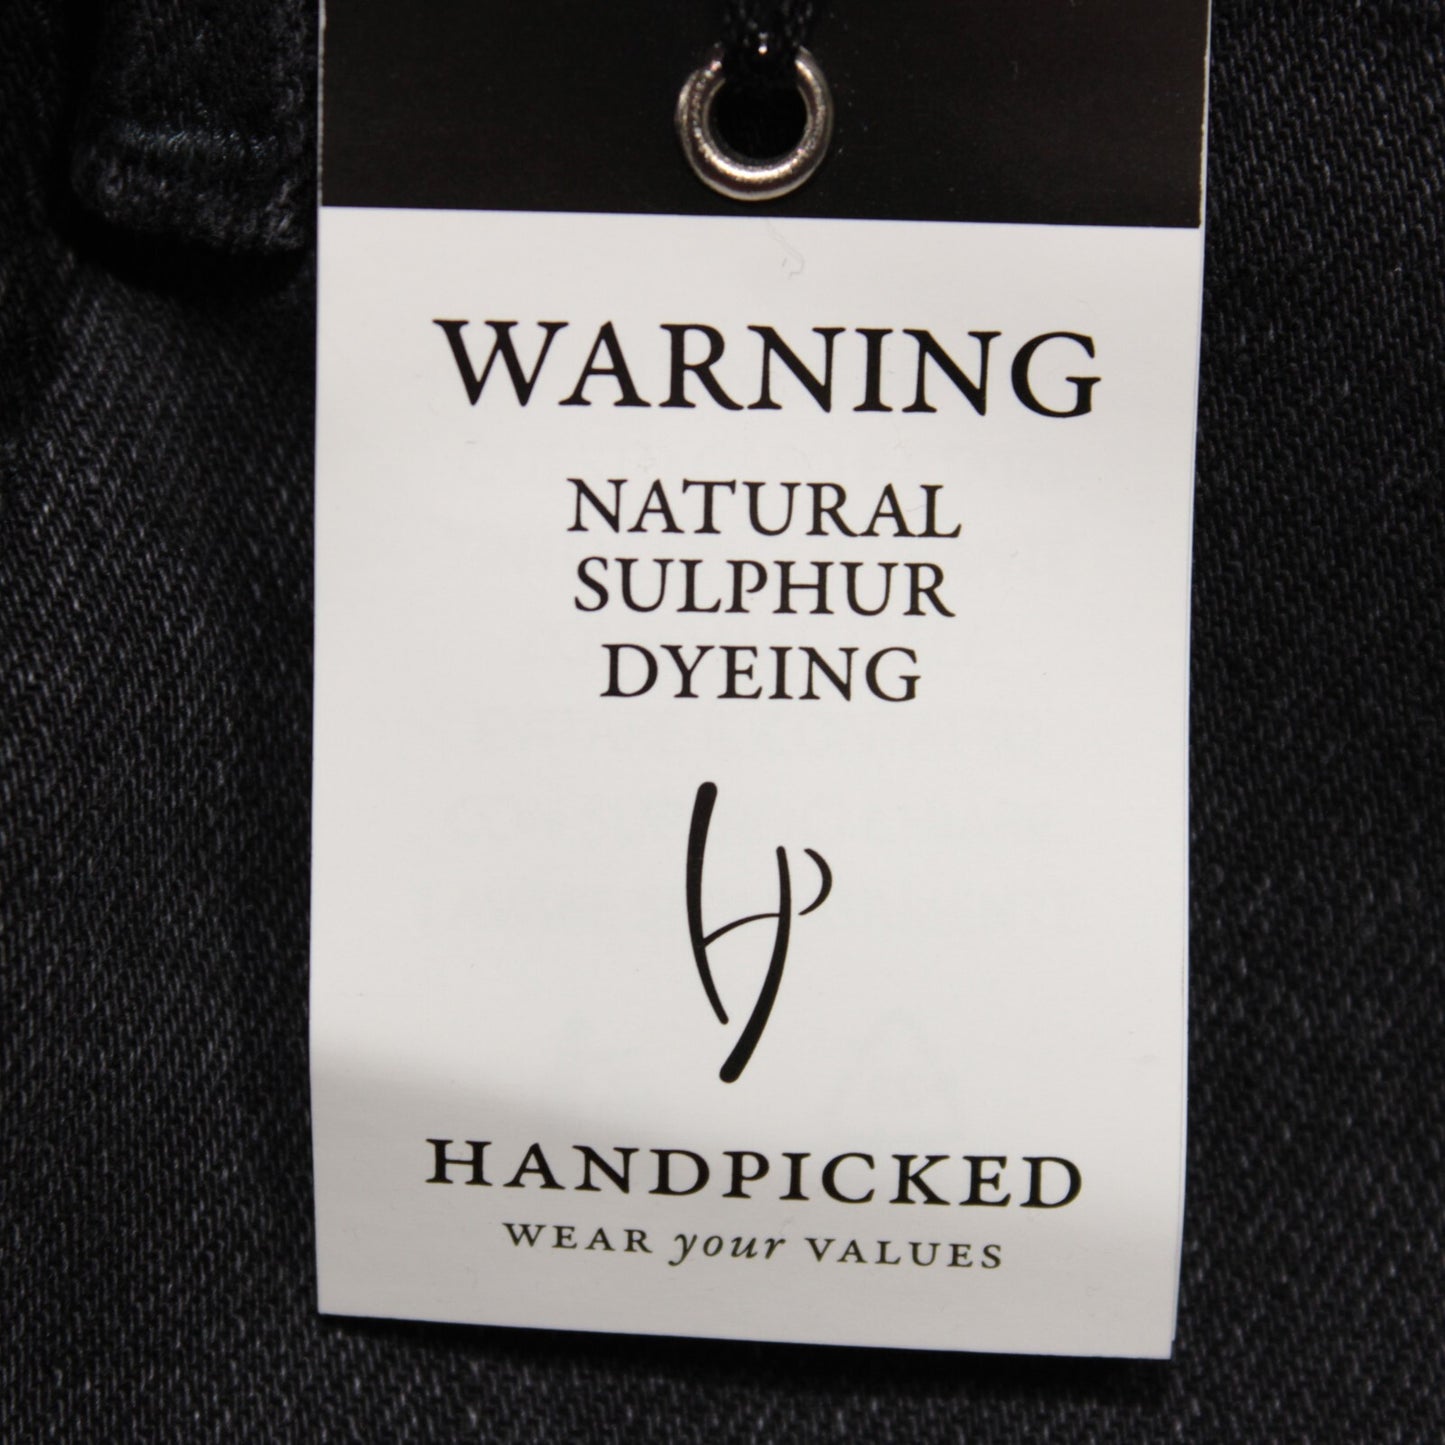 WARNING
NATURAL
SULPHUR
DYEING
HANDPICKED
WEAR your VALUES